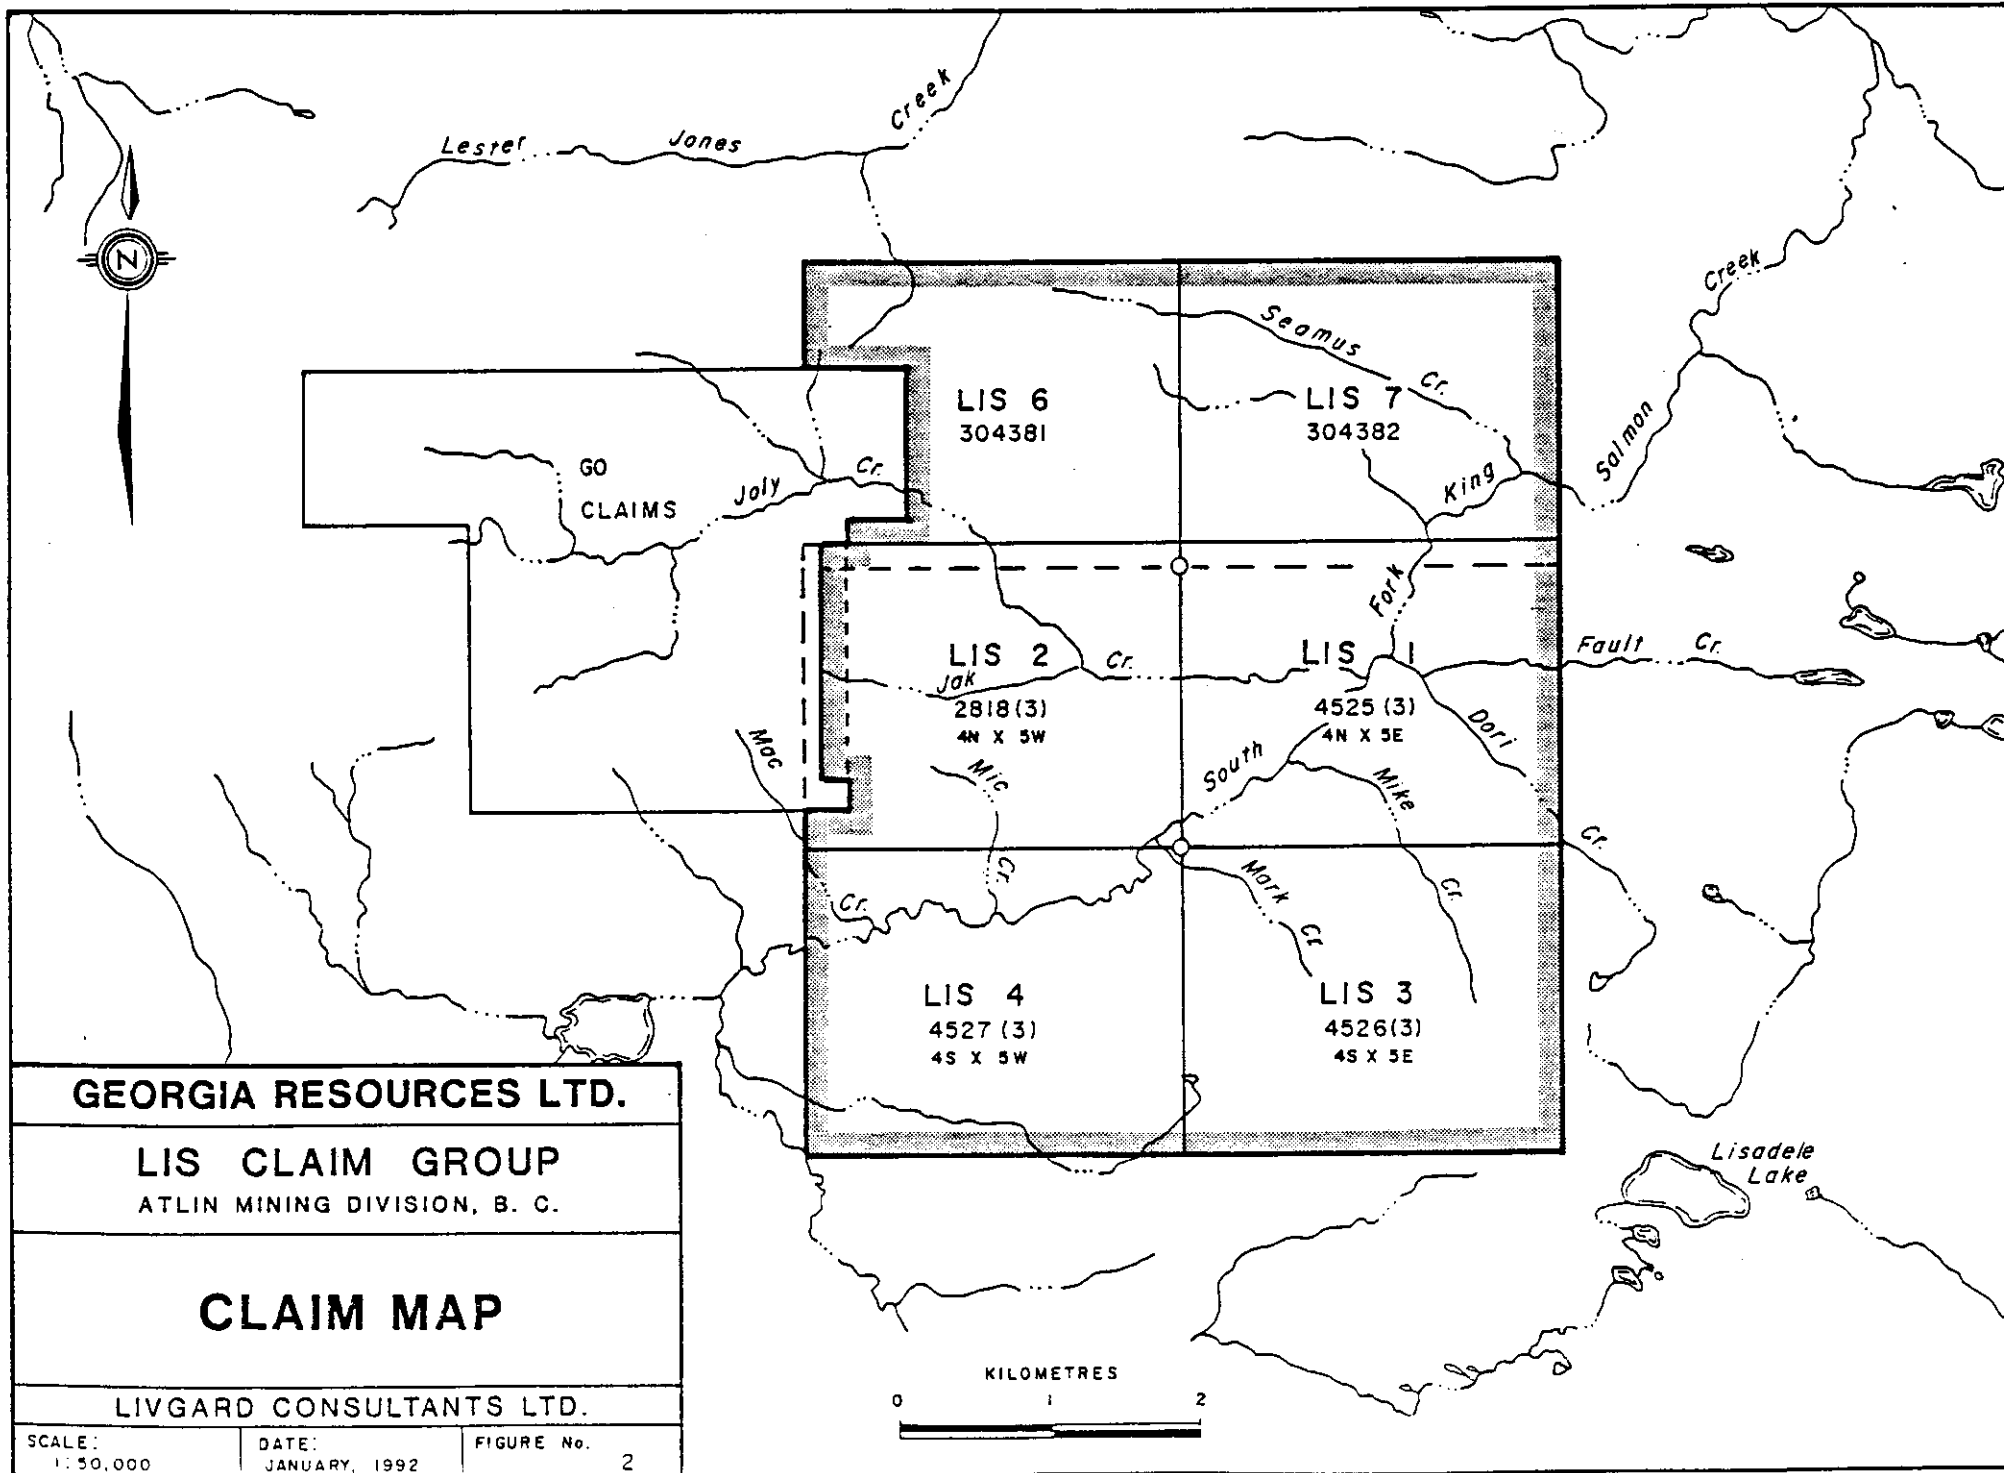 Lester Jones Creek
N
Seamus Cr.
Salmon Creek
LIS 6
304381
LIS 7
304382
GO
CLAIMS
Joly Cr.
King
Fork
LIS 2
Jak Cr.
2818(3)
4N X 5W
LIS 1
4525 (3)
4N X 5E
Fault Cr.
Dori Cr.
Mac Cr.
Mic Cr.
South
Mike Cr.
Mark Cr
LIS 4
4527 (3)
4S X 5W
LIS 3
4526(3)
4S X 5E
Lisadele
Lake
GEORGIA RESOURCES LTD.
LIS CLAIM GROUP
ATLIN MINING DIVISION, B. C.
CLAIM MAP
LIVGARD CONSULTANTS LTD.
SCALE:
1:50,000
DATE:
JANUARY, 1992
FIGURE No.
2
KILOMETRES
0 1 2